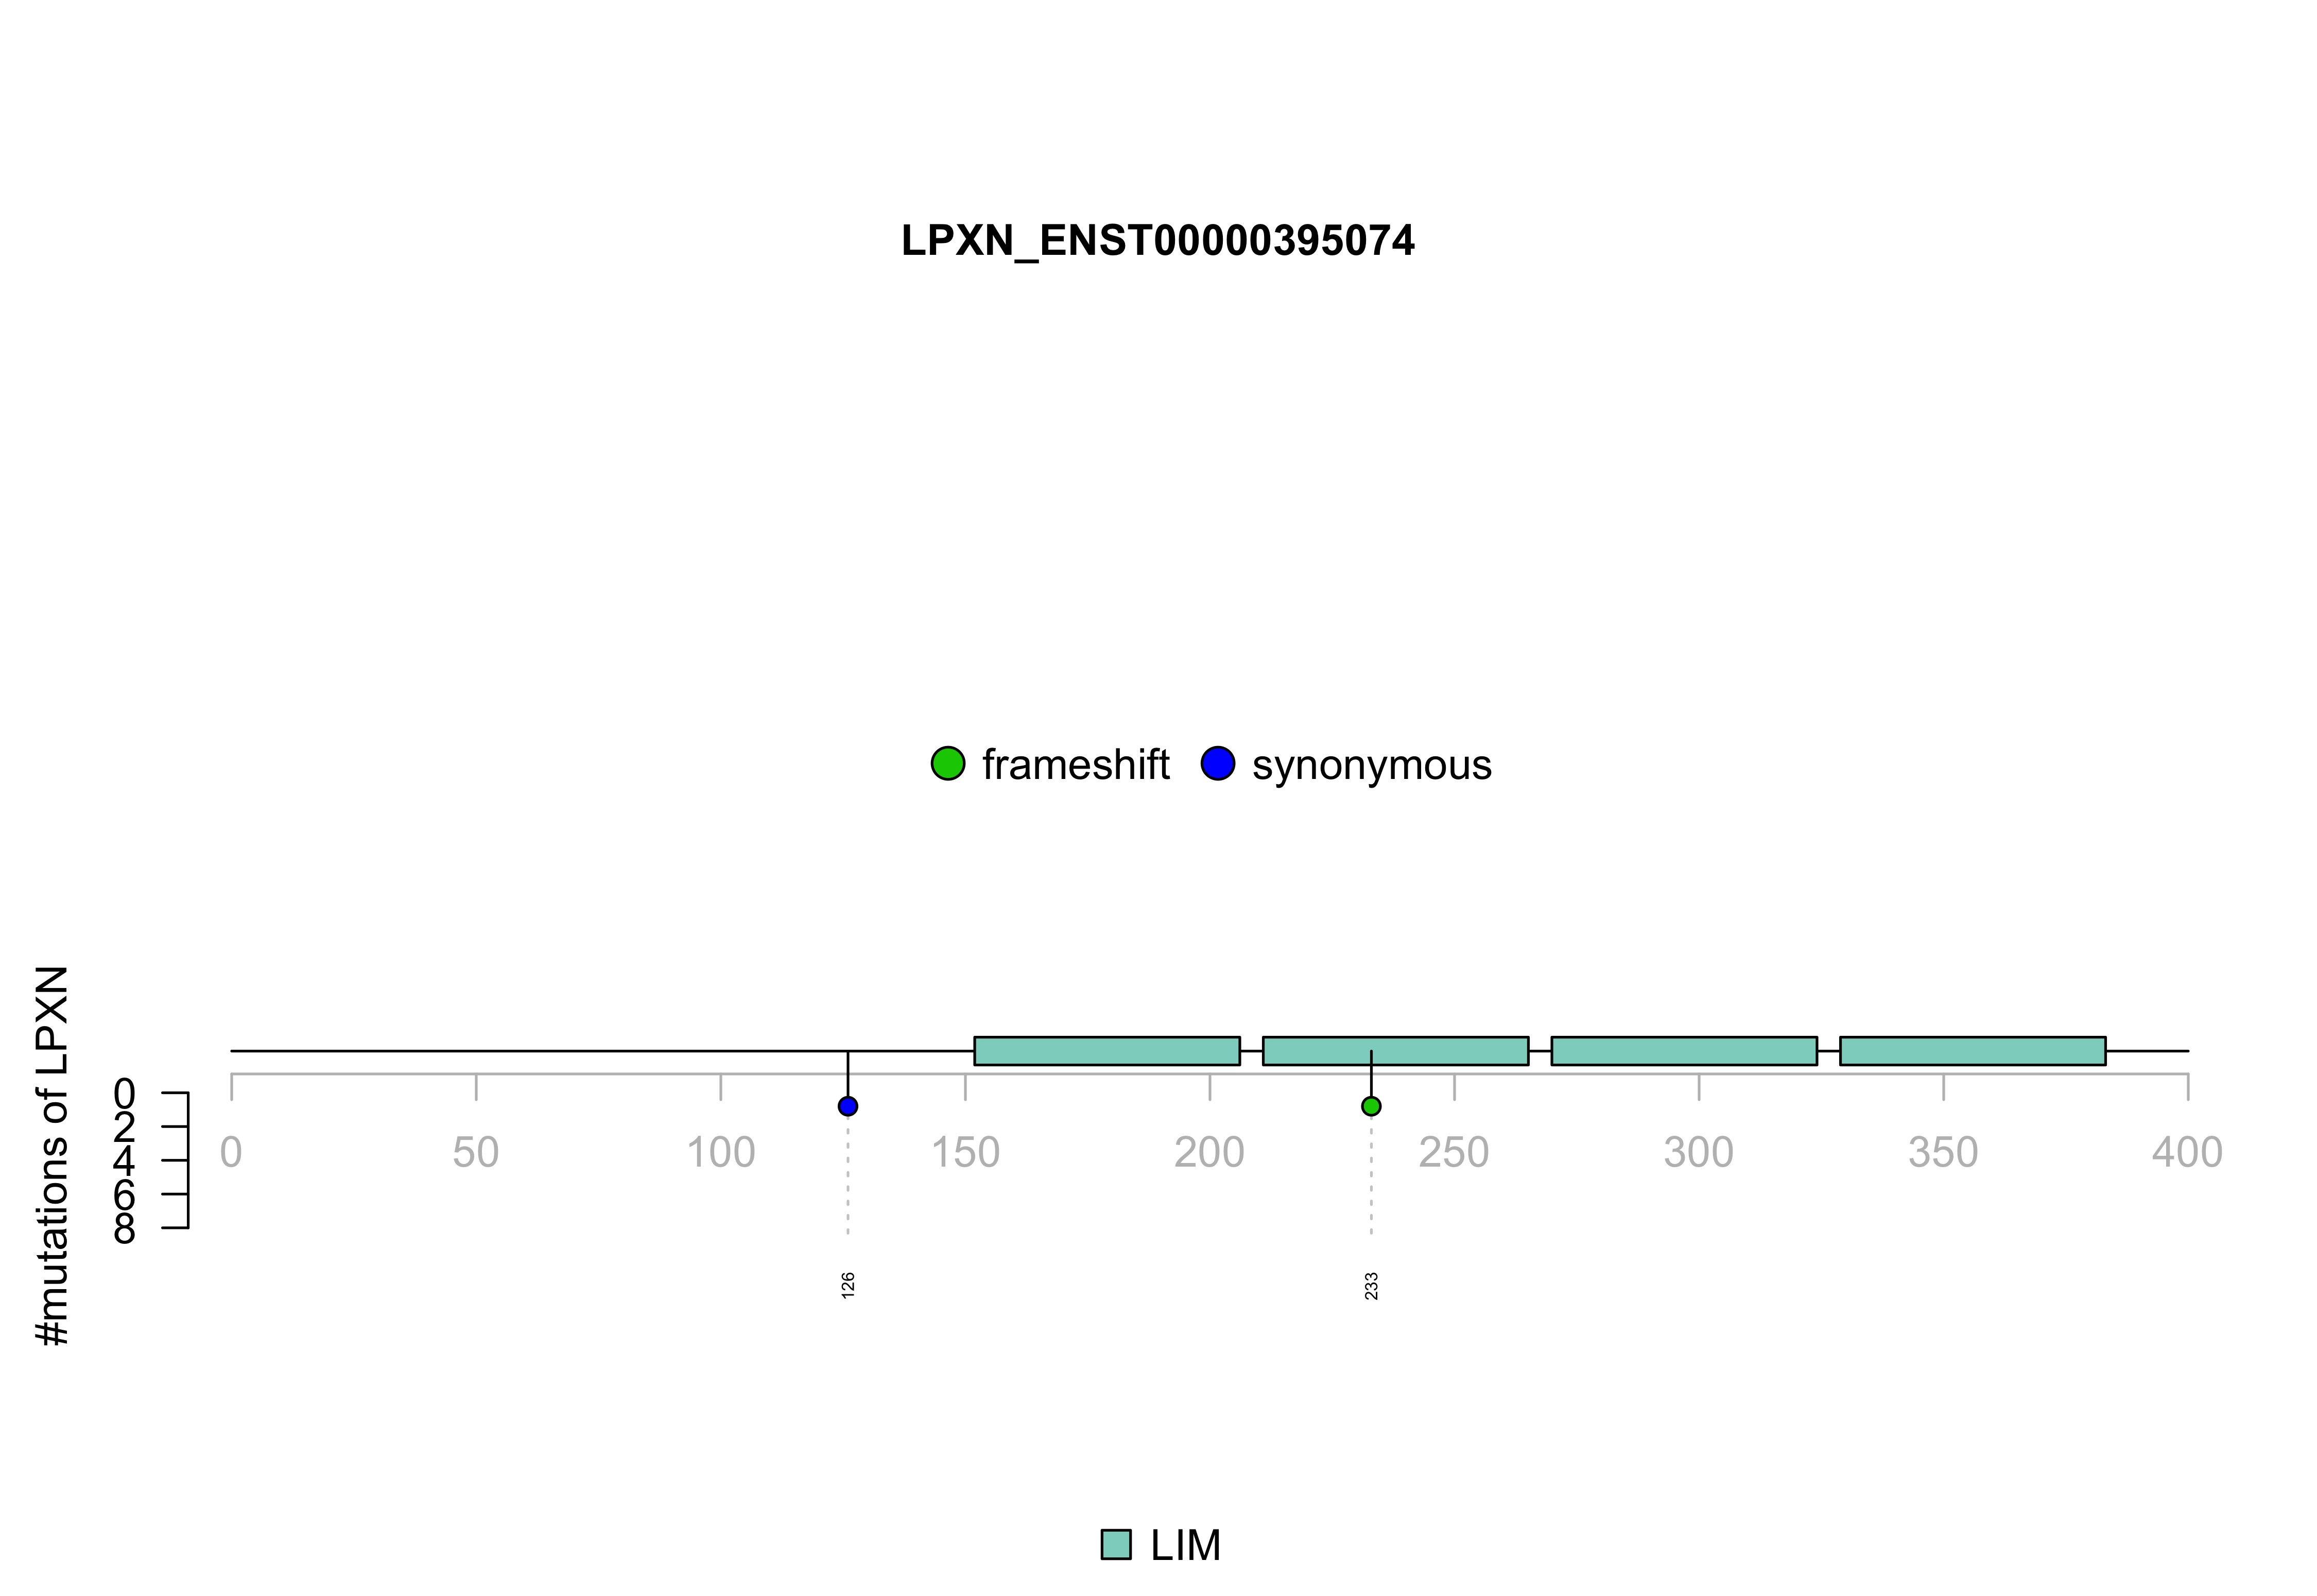 LPXN_ENST00000395074
frameshift synonymous
#mutations of LPXN
0
2
4
6
8
0 50 100 150 200 250 300 350 400
126 233
LIM